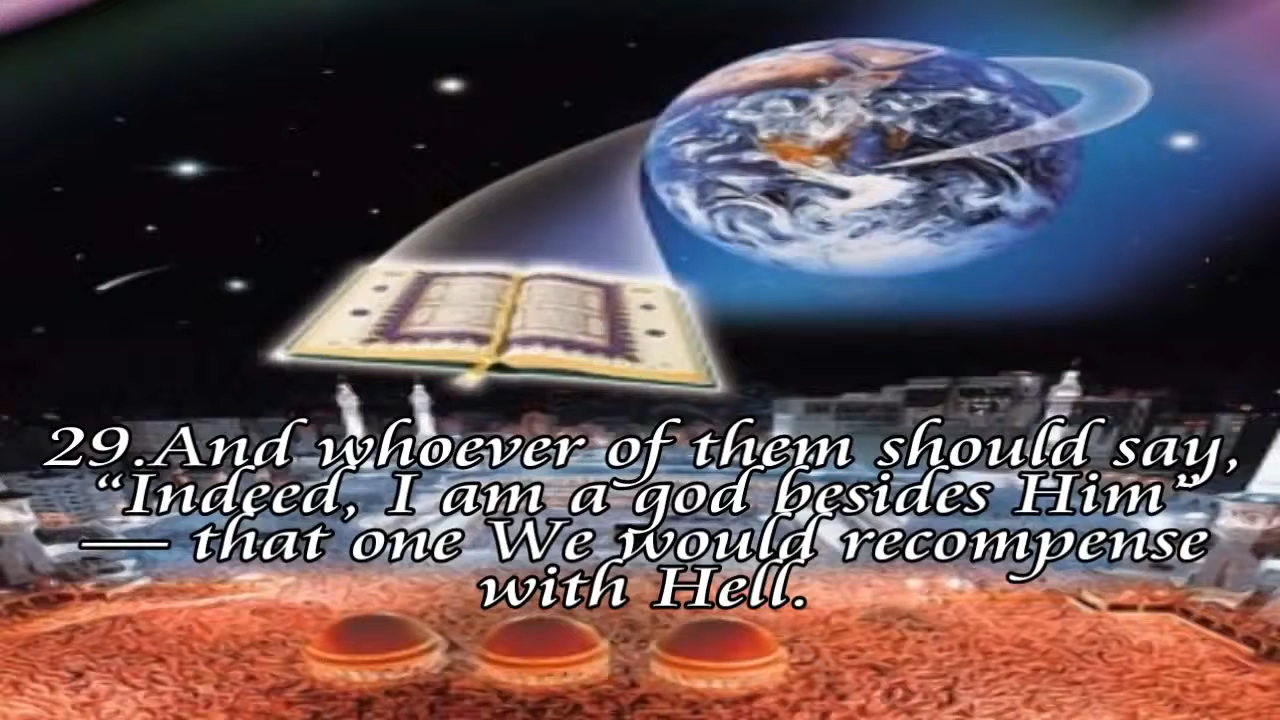 29.And whoever of them should say,
“Indeed, I am a god besides Him”
— that one We would recompense
with Hell.